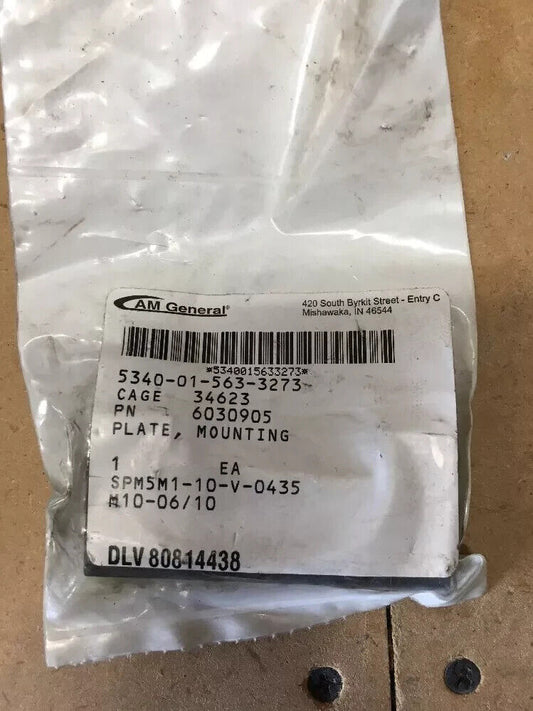 AM General®
420 South Byrkit Street - Entry C
Mishawaka, IN 46544
*5340015633273*
5340-01-563-3273
CAGE 34623
PN 6030905
PLATE, MOUNTING
1 EA
SPM5M1-10-V-0435
M10-06/10
DLV 80814438